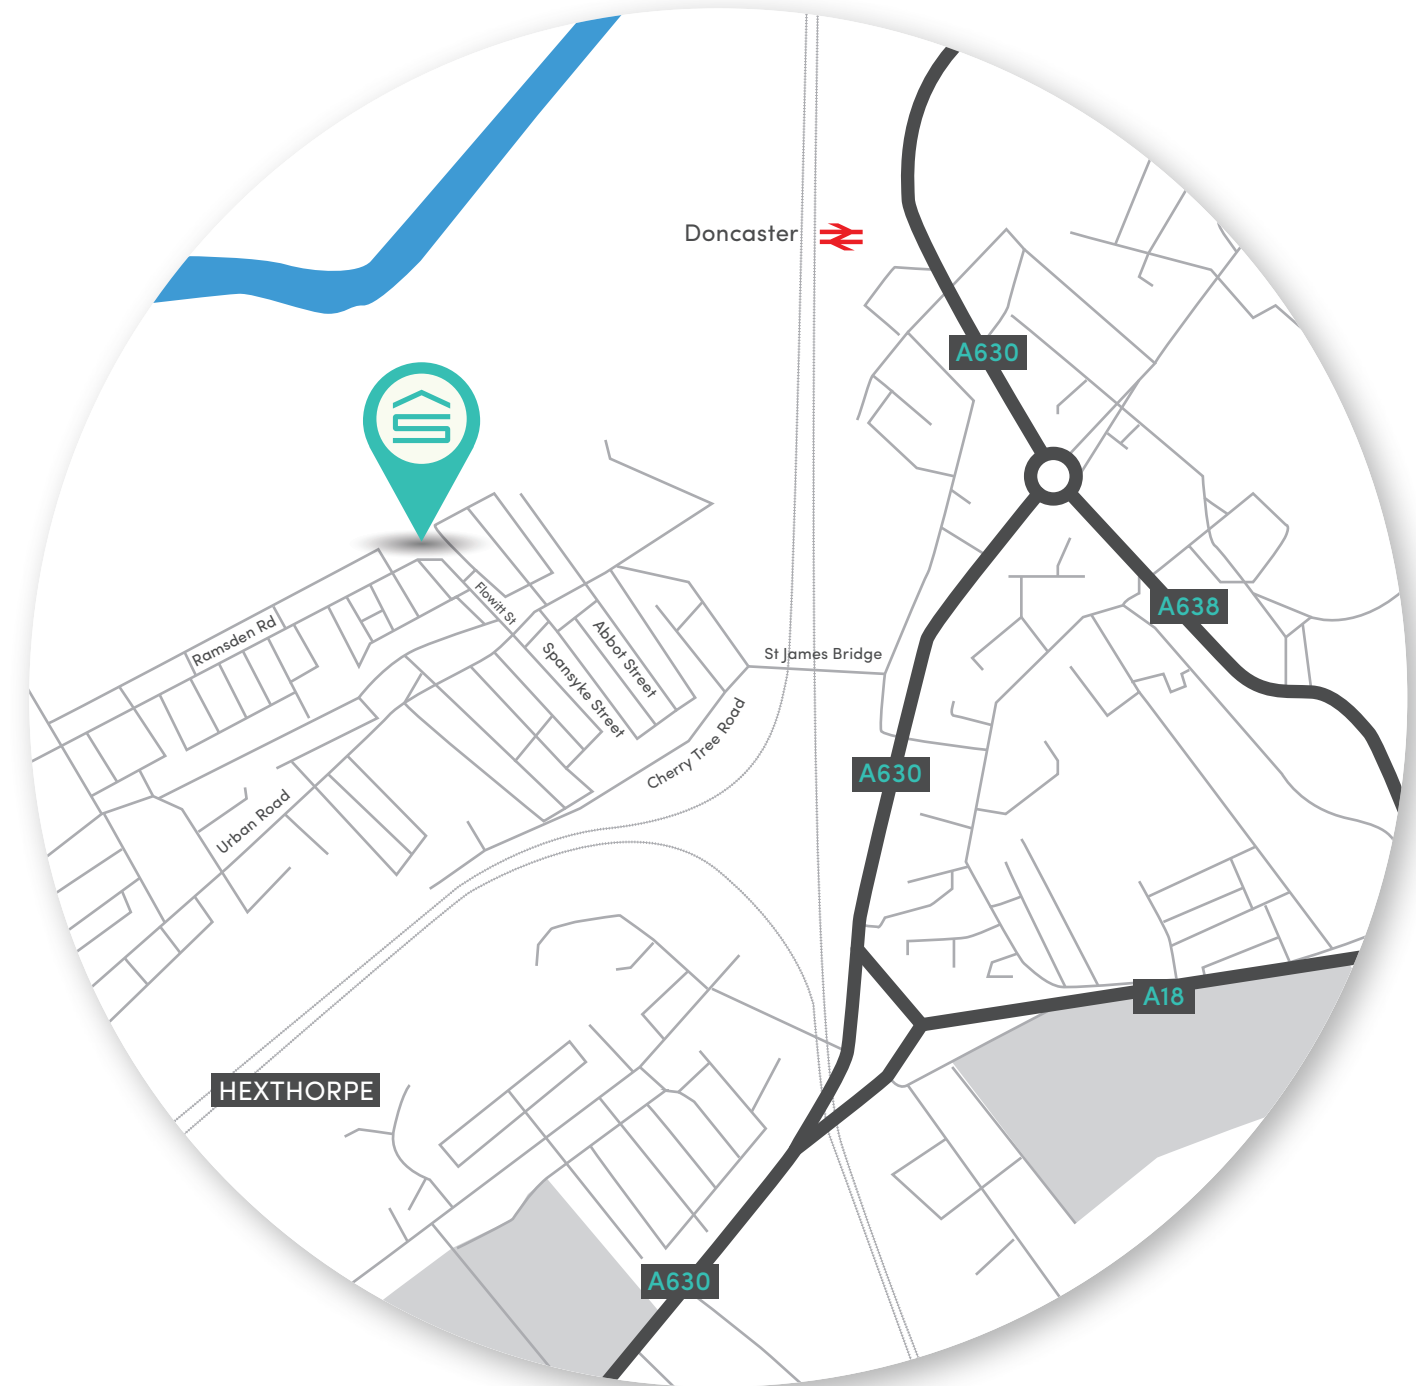 Doncaster
A630
Flowitt St
A638
Ramsden Rd
Abbot Street
St James Bridge
Spansyke Street
Cherry Tree Road
A630
Urban Road
A18
HEXTHORPE
A630